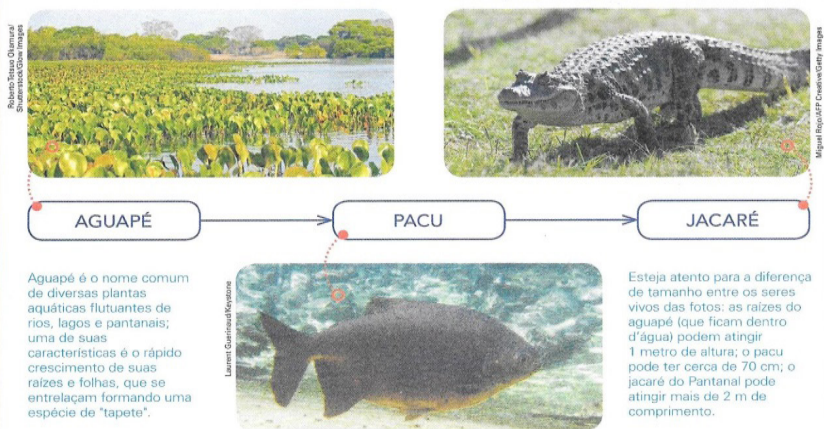 Roberto Tetsuo Okamura/
Shutterstock/Glow Images
Miguel Rojo/AFP Creative/Getty Images
AGUAPÉ
PACU
JACARÉ
Aguapé é o nome comum
de diversas plantas
aquáticas flutuantes de
rios, lagos e pantanais;
uma de suas
características é o rápido
crescimento de suas
raízes e folhas, que se
entrelaçam formando uma
espécie de "tapete".
Laurent Guerinaud/Keystone
Esteja atento para a diferença
de tamanho entre os seres
vivos das fotos: as raízes do
aguapé (que ficam dentro
d'água) podem atingir
1 metro de altura; o pacu
pode ter cerca de 70 cm; o
jacaré do Pantanal pode
atingir mais de 2 m de
comprimento.